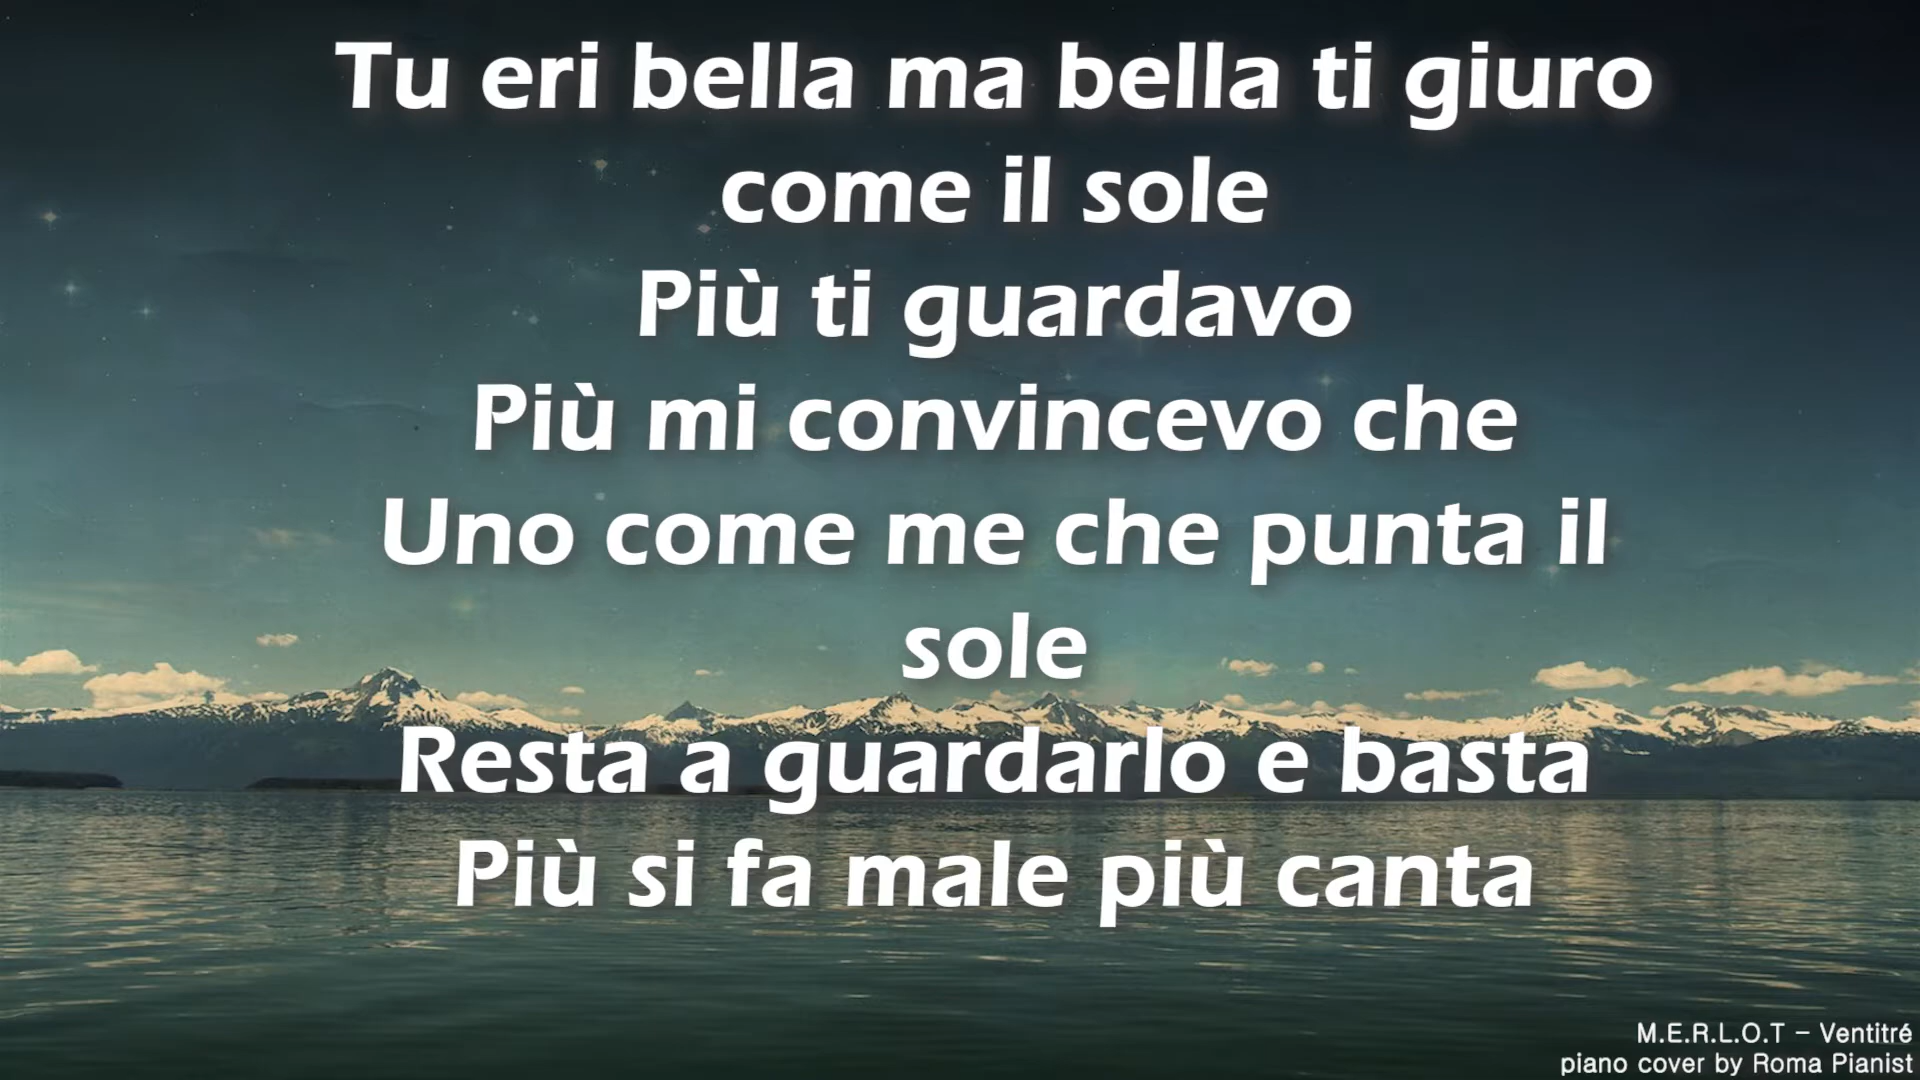 Tu eri bella ma bella ti giuro
come il sole
Più ti guardavo
Più mi convincevo che
Uno come me che punta il
sole
Resta a guardarlo e basta
Più si fa male più canta
M.E.R.L.O.T – Ventitré
piano cover by Roma Pianist